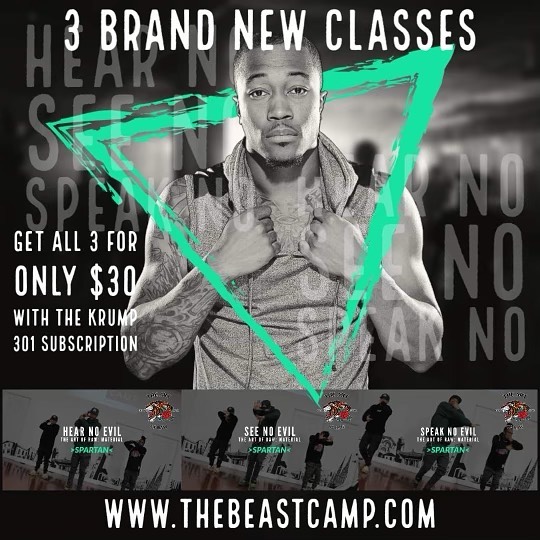 3 BRAND NEW CLASSES
HEAR NO
SEE N
SPEAK NO
HEAR NO
SEE NO
SPEAK NO
GET ALL 3 FOR
ONLY $30
WITH THE KRUMP
301 SUBSCRIPTION
HEAR NO EVIL
THE ART OF RAW: MATERIAL
>SPARTAN<
SEE NO EVIL
THE ART OF RAW: MATERIAL
>SPARTAN<
SPEAK NO EVIL
THE ART OF RAW: MATERIAL
>SPARTAN<
WWW.THEBEASTCAMP.COM